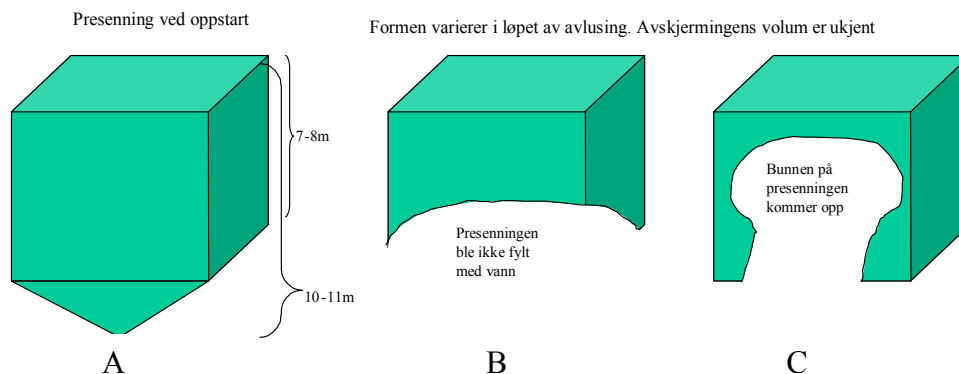 Presenning ved oppstart
Formen varierer i løpet av avlusing. Avskjermingens volum er ukjent
7-8m
10-11m
Presenningen
ble ikke fylt
med vann
Bunnen på
presenningen
kommer opp
A
B
C